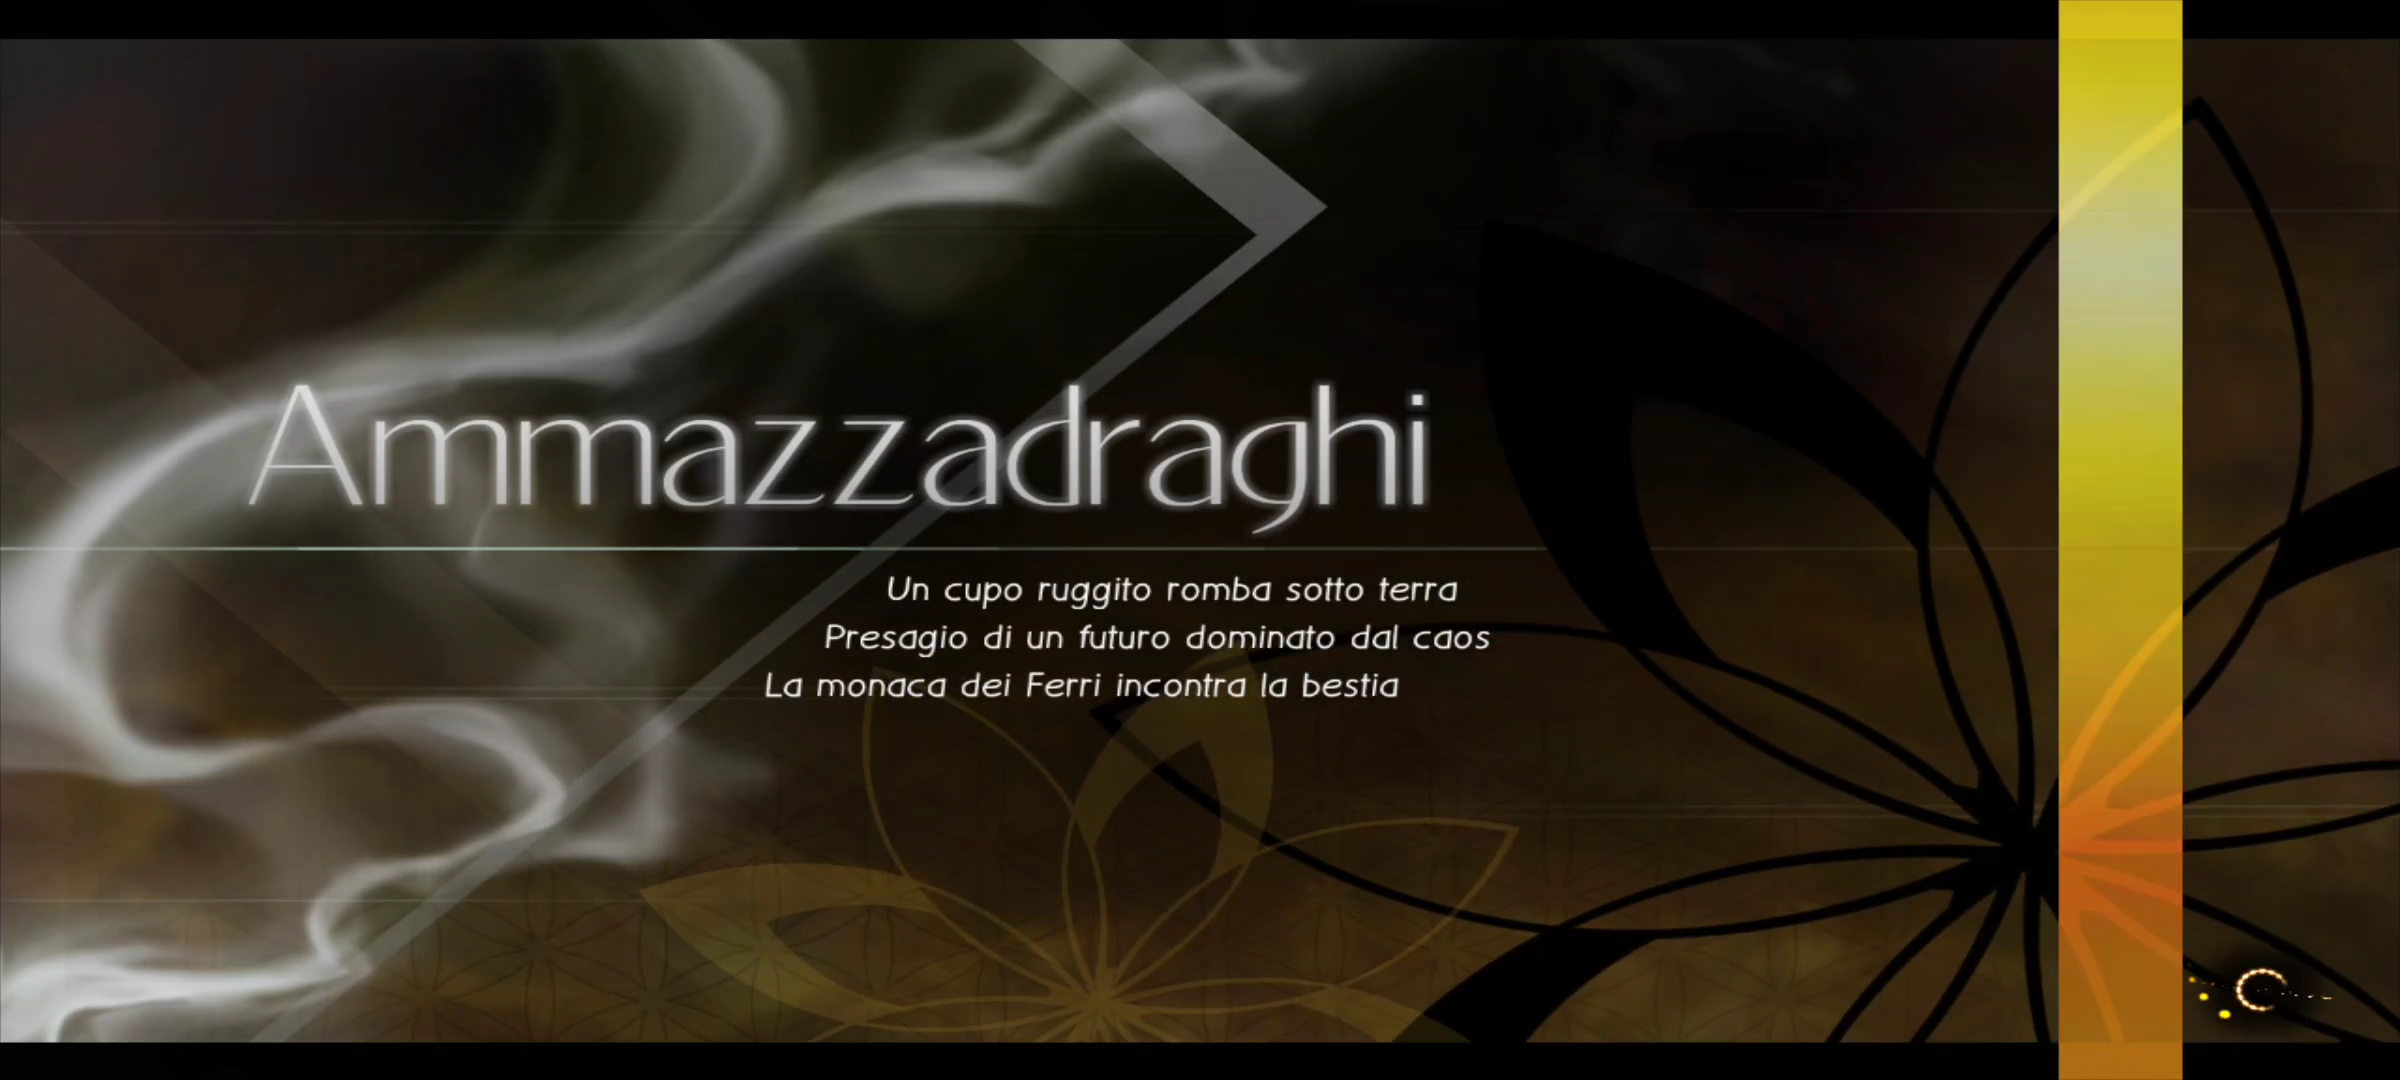 Ammazzadraghi
Un cupo ruggito romba sotto terra
Presagio di un futuro dominato dal caos
La monaca dei Ferri incontra la bestia